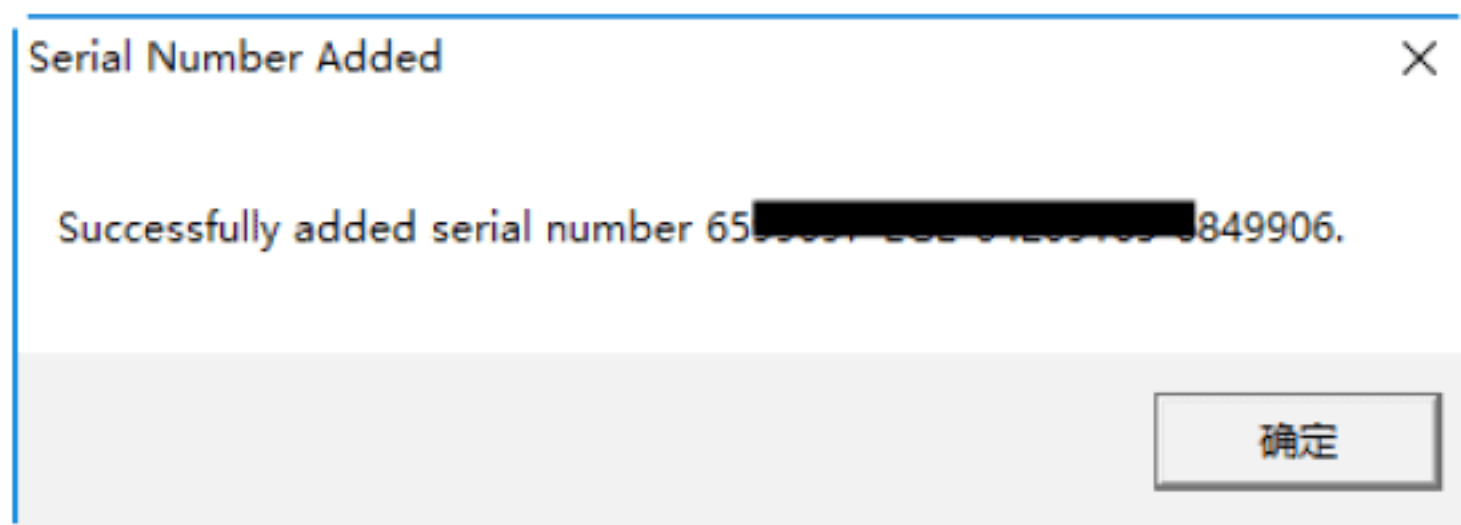 Serial Number Added
Successfully added serial number 65 849906.
确定